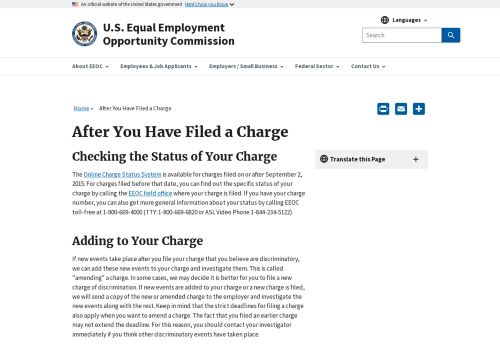 An official website of the United States government Here's how you know
U.S. Equal Employment
Opportunity Commission
Languages
Search
About EEOC
Employees & Job Applicants
Employers / Small Business
Federal Sector
Contact Us
Home » After You Have Filed a Charge
After You Have Filed a Charge
Checking the Status of Your Charge
Translate this Page
The Online Charge Status System is available for charges filed on or after September 2,
2015. For charges filed before that date, you can find out the specific status of your
charge by calling the EEOC field office where your charge is filed. If you have your charge
number, you can also get more general information about your status by calling EEOC
toll-free at 1-800-669-4000 (TTY: 1-800-669-6820 or ASL Video Phone 1-844-234-5122).
Adding to Your Charge
If new events take place after you file your charge that you believe are discriminatory,
we can add these new events to your charge and investigate them. This is called
"amending" a charge. In some cases, we may decide it is better for you to file a new
charge of discrimination. If new events are added to your charge or a new charge is filed,
we will send a copy of the new or amended charge to the employer and investigate the
new events along with the rest. Keep in mind that the strict deadlines for filing a charge
also apply when you want to amend a charge. The fact that you filed an earlier charge
may not extend the deadline. For this reason, you should contact your investigator
immediately if you think other discriminatory events have taken place.